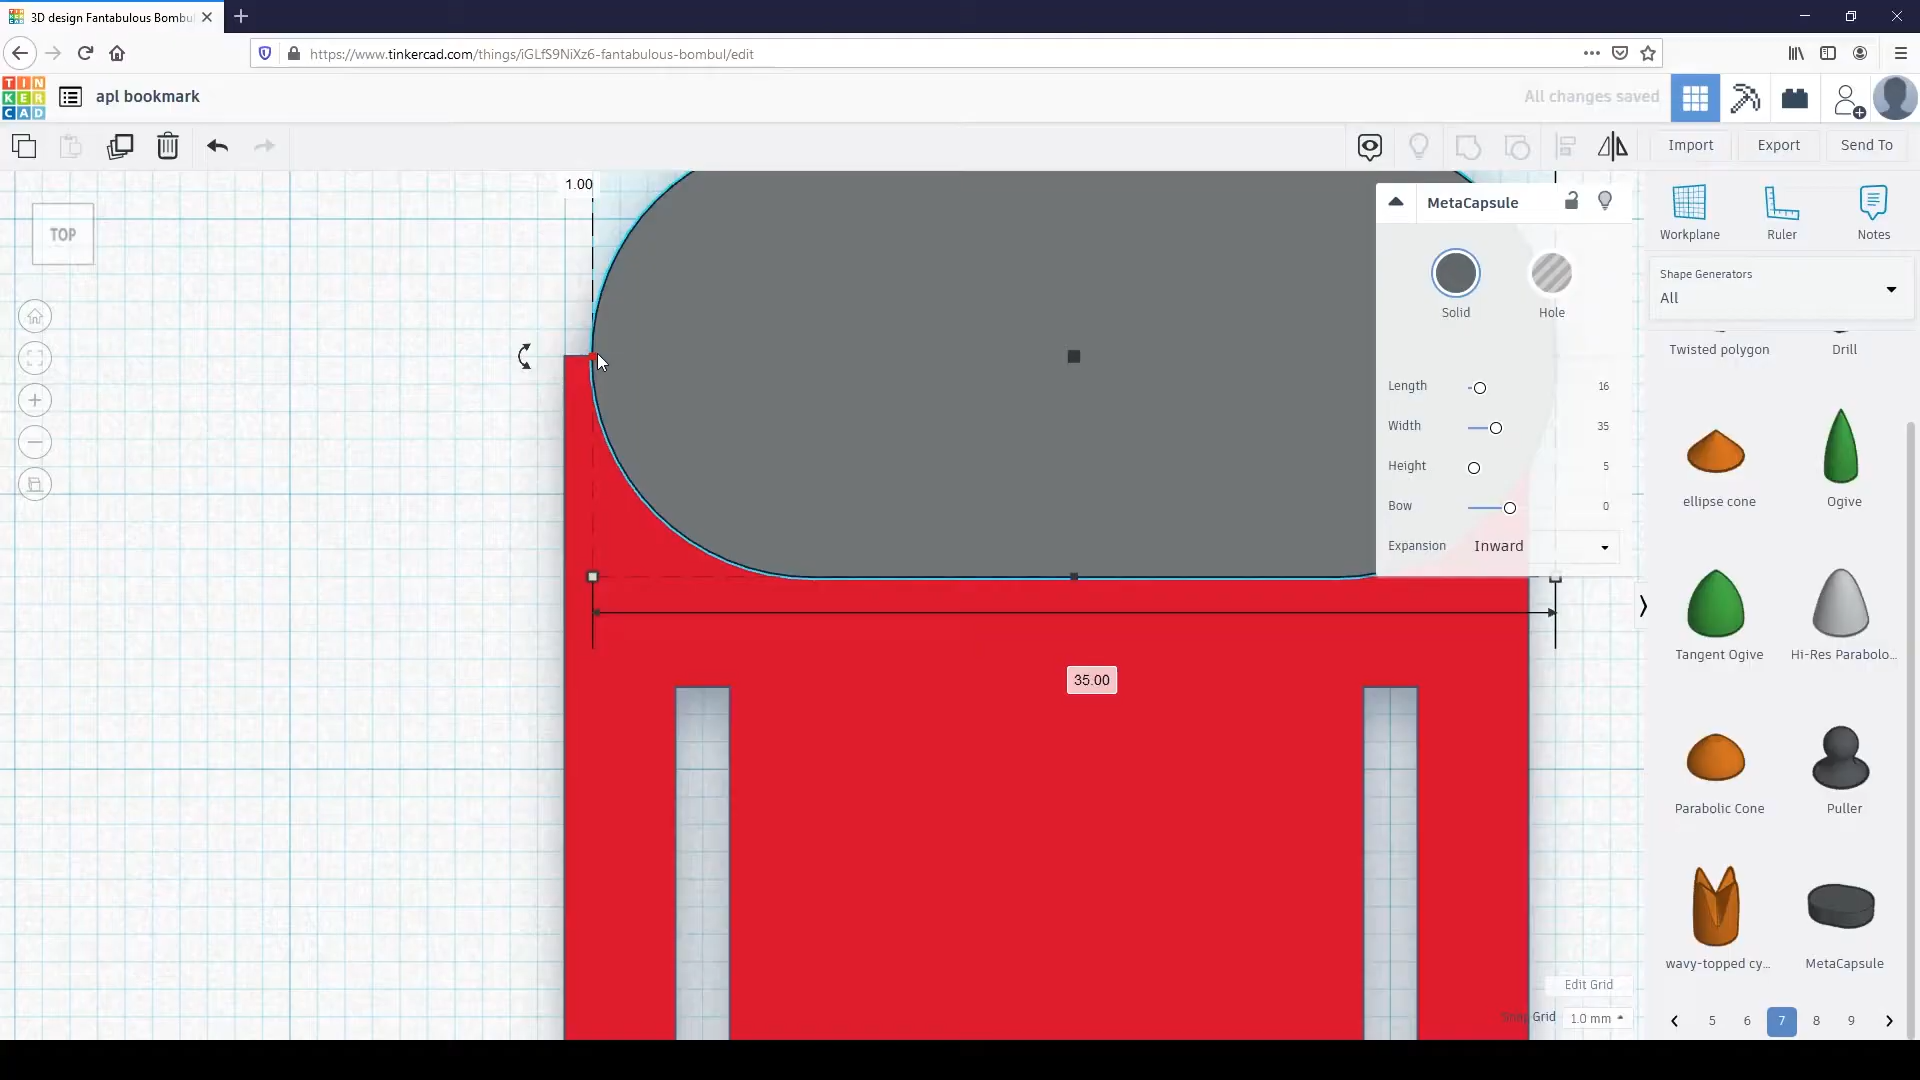 3D design Fantabulous Bombul
https://www.tinkercad.com/things/iGLfS9NiXz6-fantabulous-bombul/edit
TIN
KER
CAD
apl bookmark
All changes saved
Import
Export
Send To
1.00
TOP
MetaCapsule
Solid
Hole
Length
16
Width
35
Height
5
Bow
0
Expansion
Inward
35.00
Edit Grid
Snap Grid
1.0 mm
Workplane
Ruler
Notes
Shape Generators
All
Twisted polygon
Drill
ellipse cone
Ogive
Tangent Ogive
Hi-Res Parabolo...
Parabolic Cone
Puller
wavy-topped cy...
MetaCapsule
5
6
7
8
9